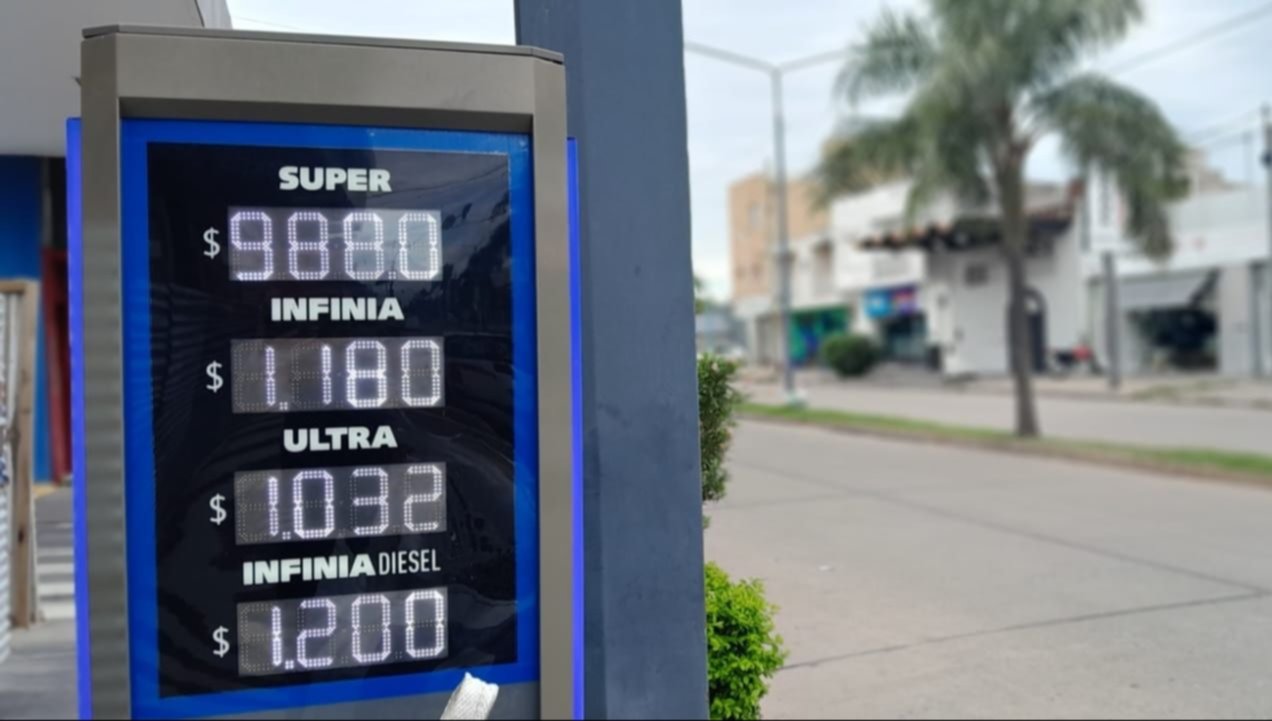 SUPER
$ 988.0
INFINIA
$ 1.180
ULTRA
$ 1.032
INFINIA DIESEL
$ 1.200